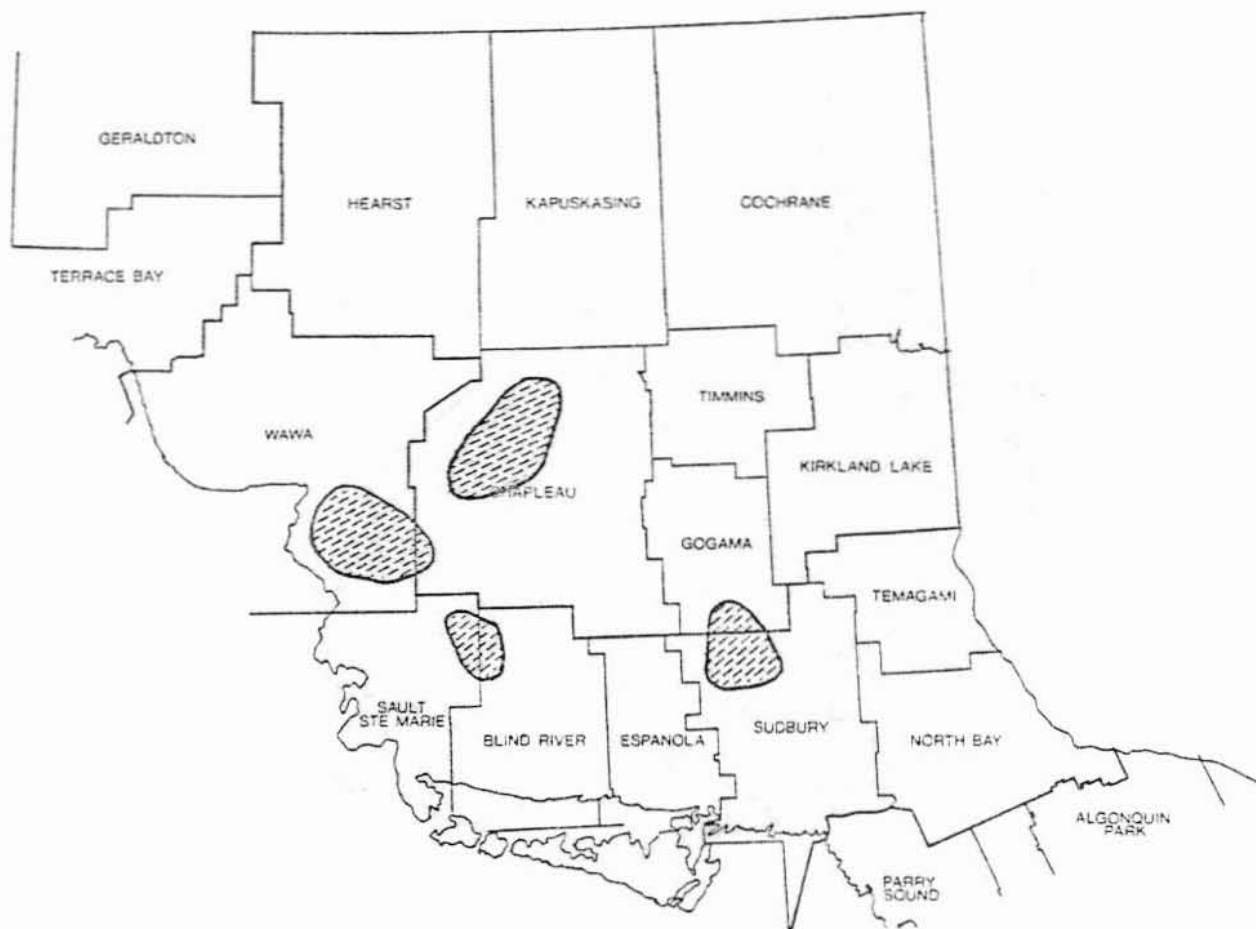 GERALDTON
HEARST
KAPUSKASING
COCHRANE
TERRACE BAY
TIMMINS
WAWA
KIRKLAND LAKE
CHAPLEAU
GOGAMA
TEMAGAMI
SAULT
STE MARIE
BLIND RIVER
ESPANOLA
SUDBURY
NORTH BAY
ALGONQUIN
PARK
PARRY
SOUND